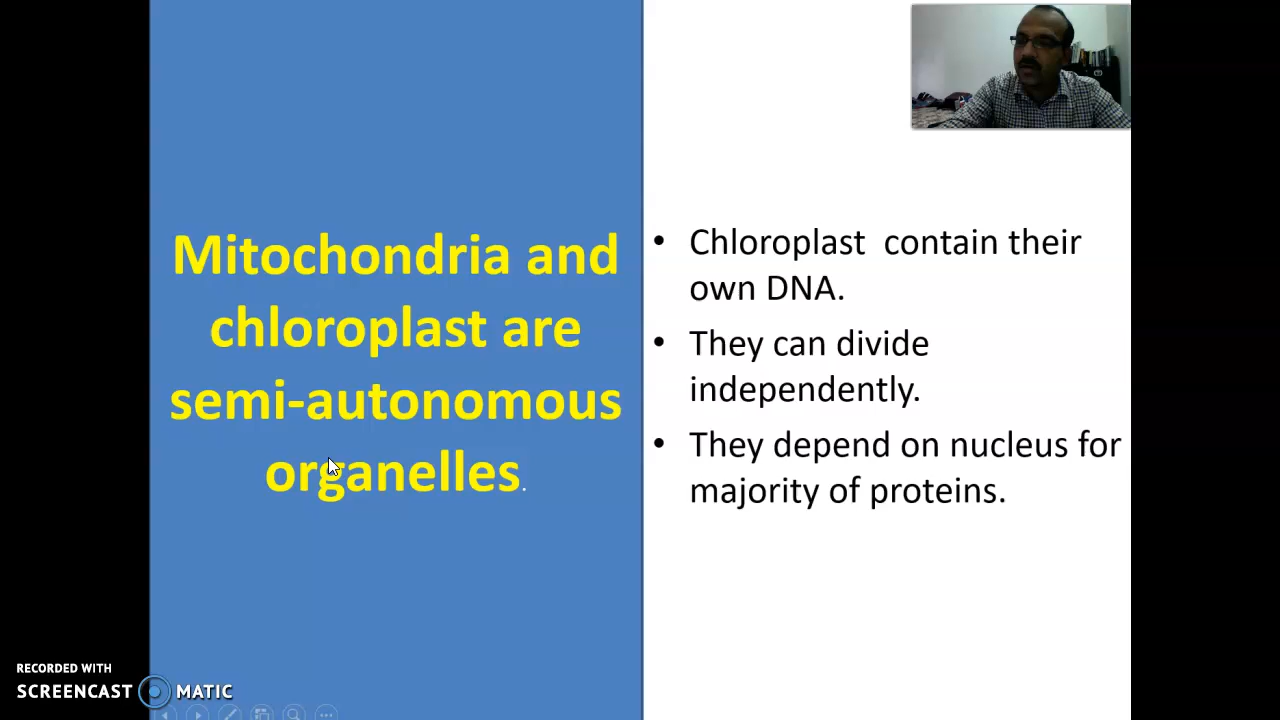 Mitochondria and
chloroplast are
semi-autonomous
organelles.
• Chloroplast contain their
own DNA.
• They can divide
independently.
• They depend on nucleus for
majority of proteins.
RECORDED WITH
SCREENCAST MATIC